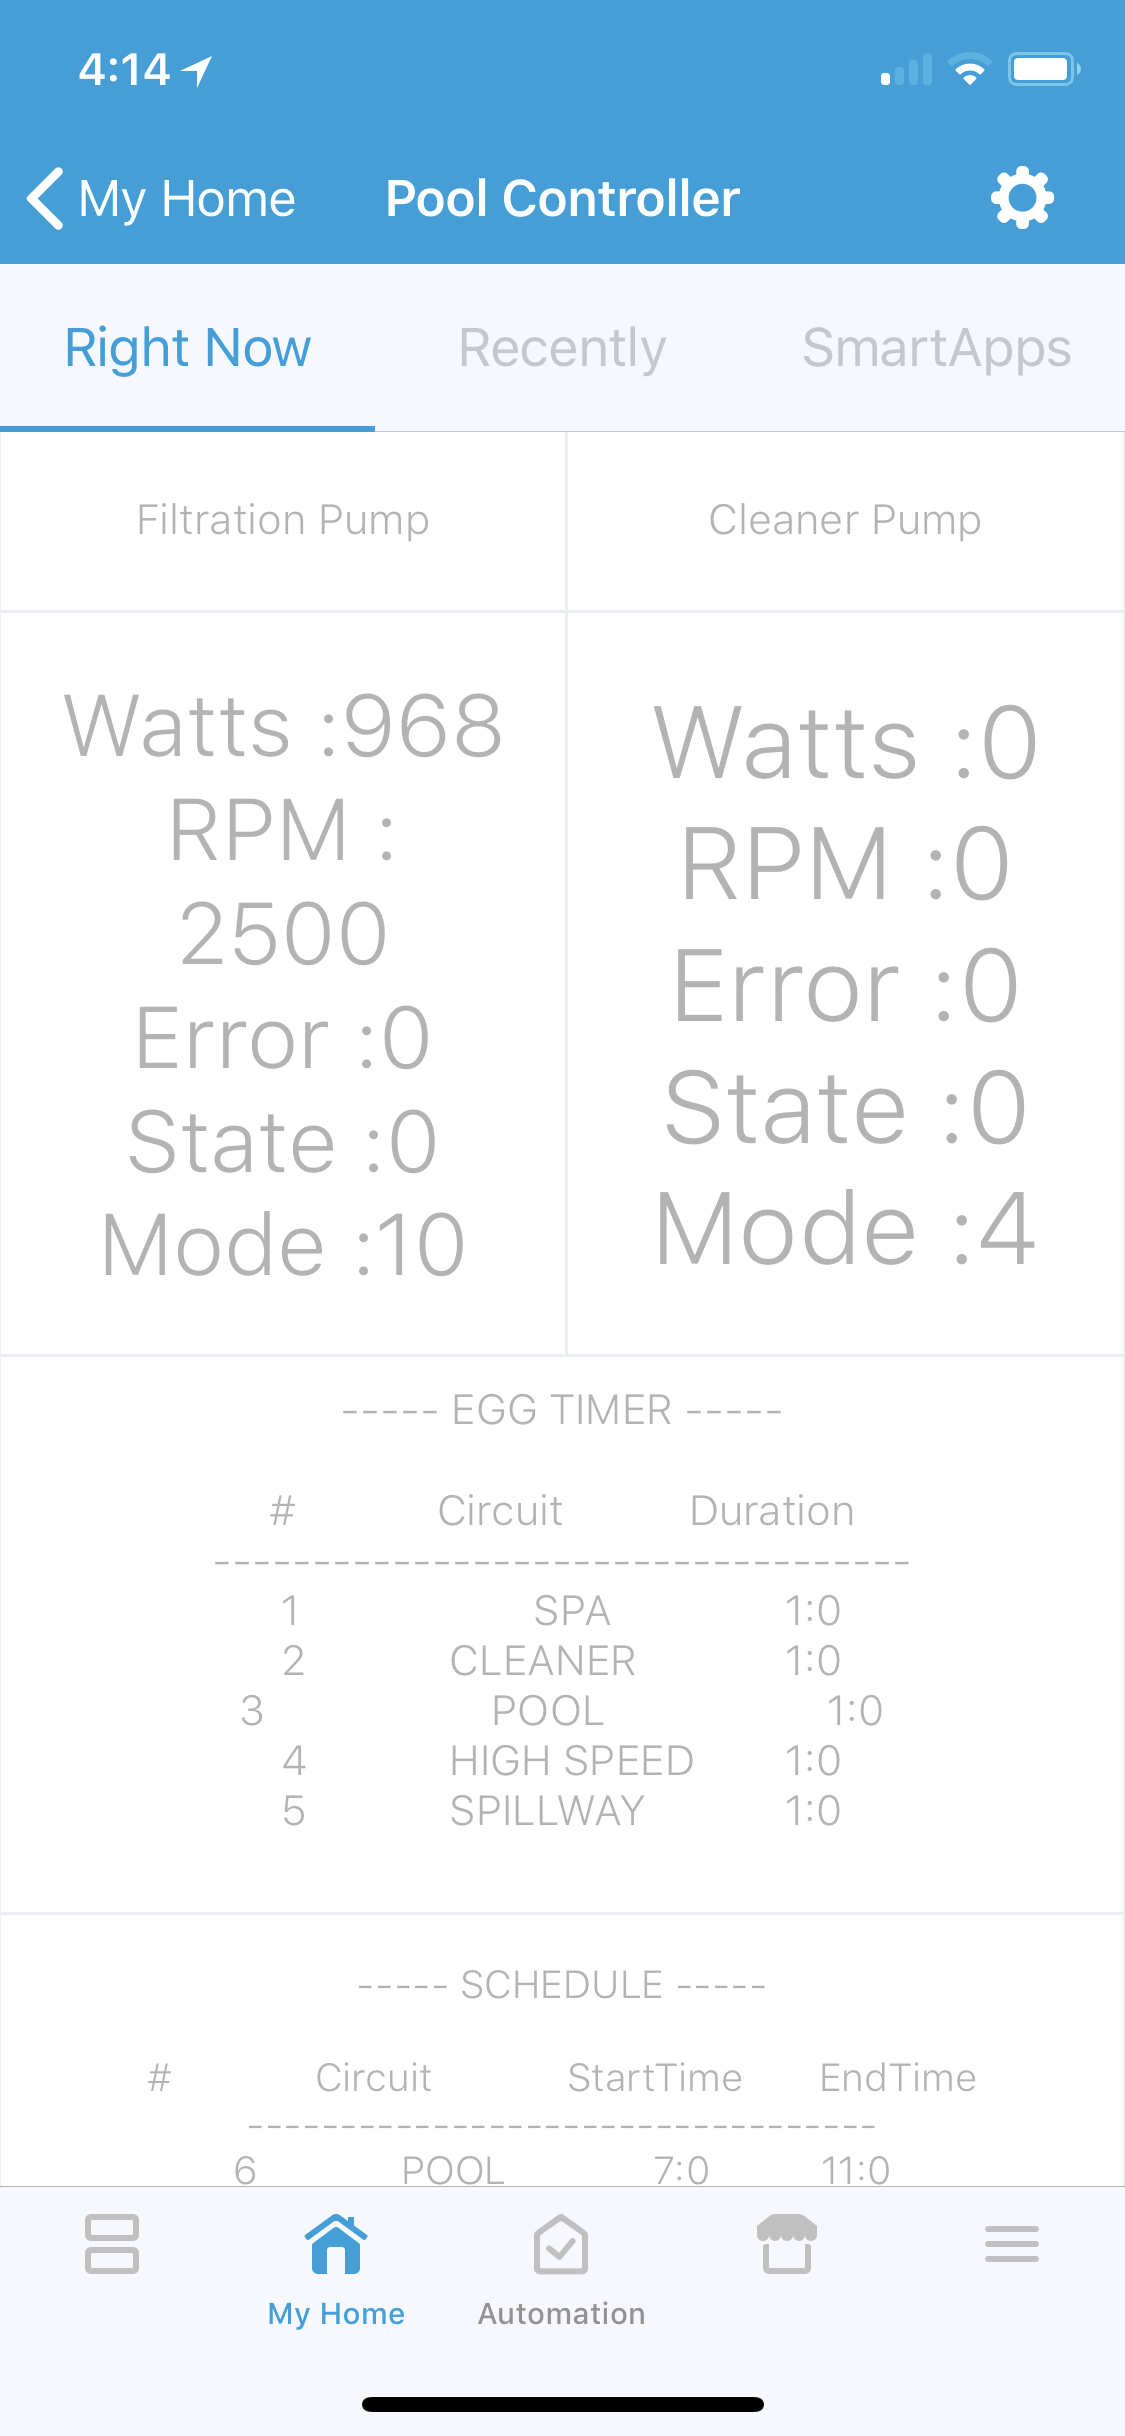 4:14
My Home Pool Controller
Right Now Recently SmartApps
Filtration Pump Cleaner Pump
Watts :968
RPM :
2500
Error :0
State :0
Mode :10
Watts :0
RPM :0
Error :0
State :0
Mode :4
----- EGG TIMER -----
# Circuit Duration
-----------------------------------
1 SPA 1:0
2 CLEANER 1:0
3 POOL 1:0
4 HIGH SPEED 1:0
5 SPILLWAY 1:0
----- SCHEDULE -----
# Circuit StartTime EndTime
----------------------------------
6 POOL 7:0 11:0
My Home Automation